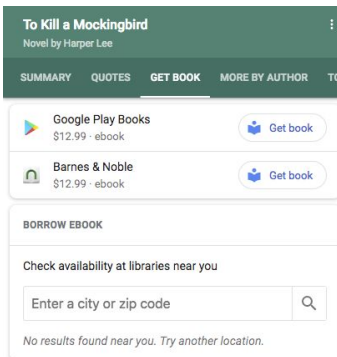 To Kill a Mockingbird
Novel by Harper Lee
SUMMARY QUOTES GET BOOK MORE BY AUTHOR
Google Play Books
$12.99 · ebook
Get book
Barnes & Noble
$12.99 · ebook
Get book
BORROW EBOOK
Check availability at libraries near you
Enter a city or zip code
No results found near you. Try another location.